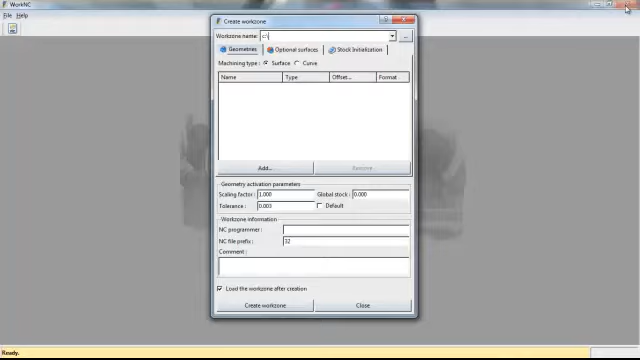 WorkNC
File Help
Create workzone
Workzone name: c:\
...
Geometries Optional surfaces Stock Initialization
Machining type: Surface Curve
Name Type Offset... Format
Add... Remove
Geometry activation parameters
Scaling factor: 1.000 Global stock: 0.000
Tolerance: 0.003 Default
Workzone information
NC programmer:
NC file prefix: 32
Comment:
Load the workzone after creation
Create workzone Close
Ready.